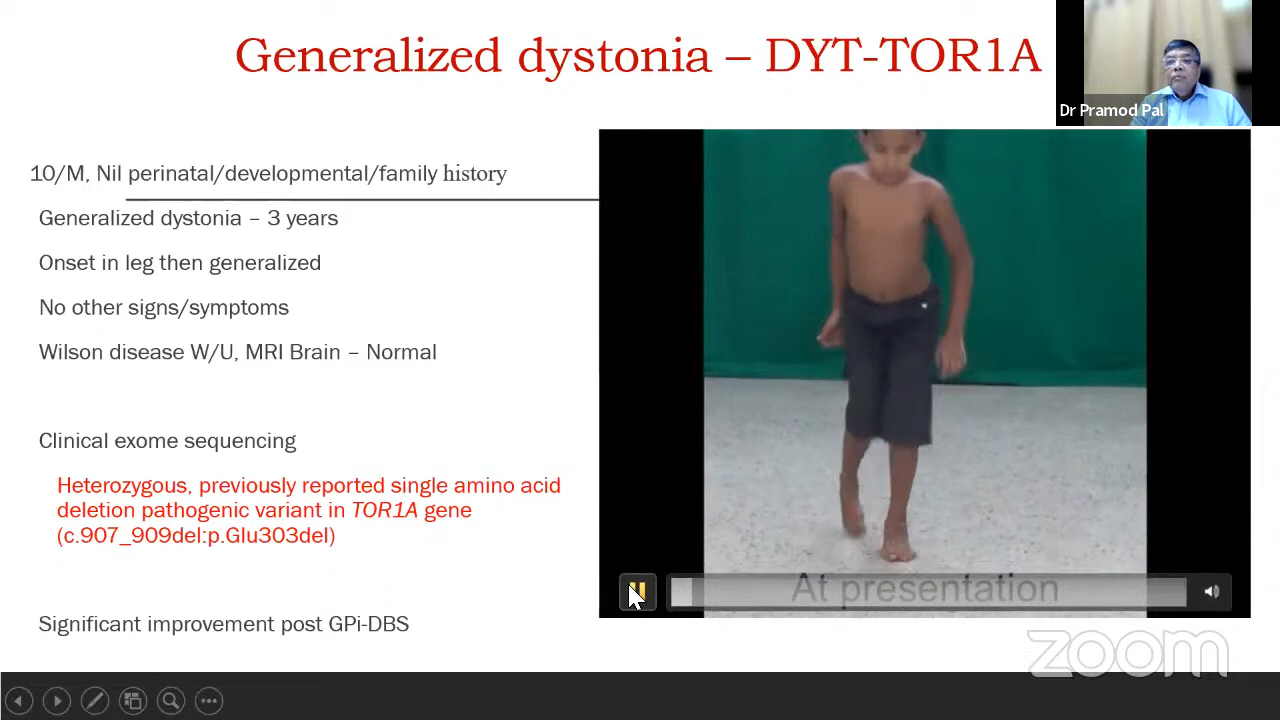 Generalized dystonia – DYT-TOR1A
Dr Pramod Pal
10/M, Nil perinatal/developmental/family history
Generalized dystonia – 3 years
Onset in leg then generalized
No other signs/symptoms
Wilson disease W/U, MRI Brain – Normal
Clinical exome sequencing
Heterozygous, previously reported single amino acid
deletion pathogenic variant in TOR1A gene
(c.907_909del:p.Glu303del)
Significant improvement post GPi-DBS
At presentation
zoom